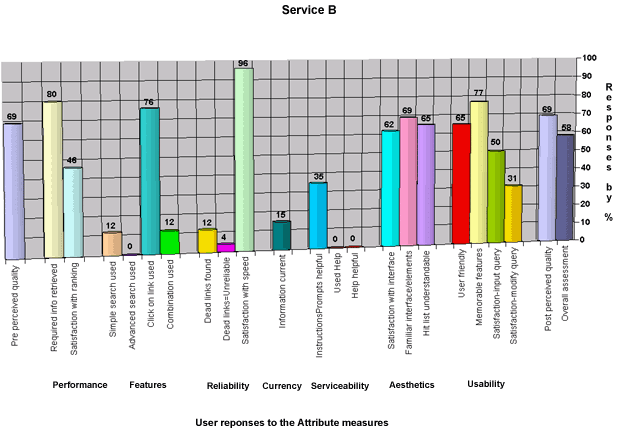 Service B
69
80
46
12
0
76
12
12
4
96
15
35
0
0
62
69
65
65
77
50
31
69
58
100
90
80
70
60
50
40
30
20
10
0
Responses by %
Pre perceived quality
Required info retrieved
Satisfaction with ranking
Simple search used
Advanced search used
Click on link used
Combination used
Dead links found
Dead links=Unreliable
Satisfaction with speed
Information current
InstructionsPrompts helpful
Used Help
Help helpful
Satisfaction with interface
Familiar interface/elements
Hit list understandable
User friendly
Memorable features
Satisfaction-input query
Satisfaction-modify query
Post perceived quality
Overall assessment
Performance Features Reliability Currency Serviceability Aesthetics Usability
User reponses to the Attribute measures